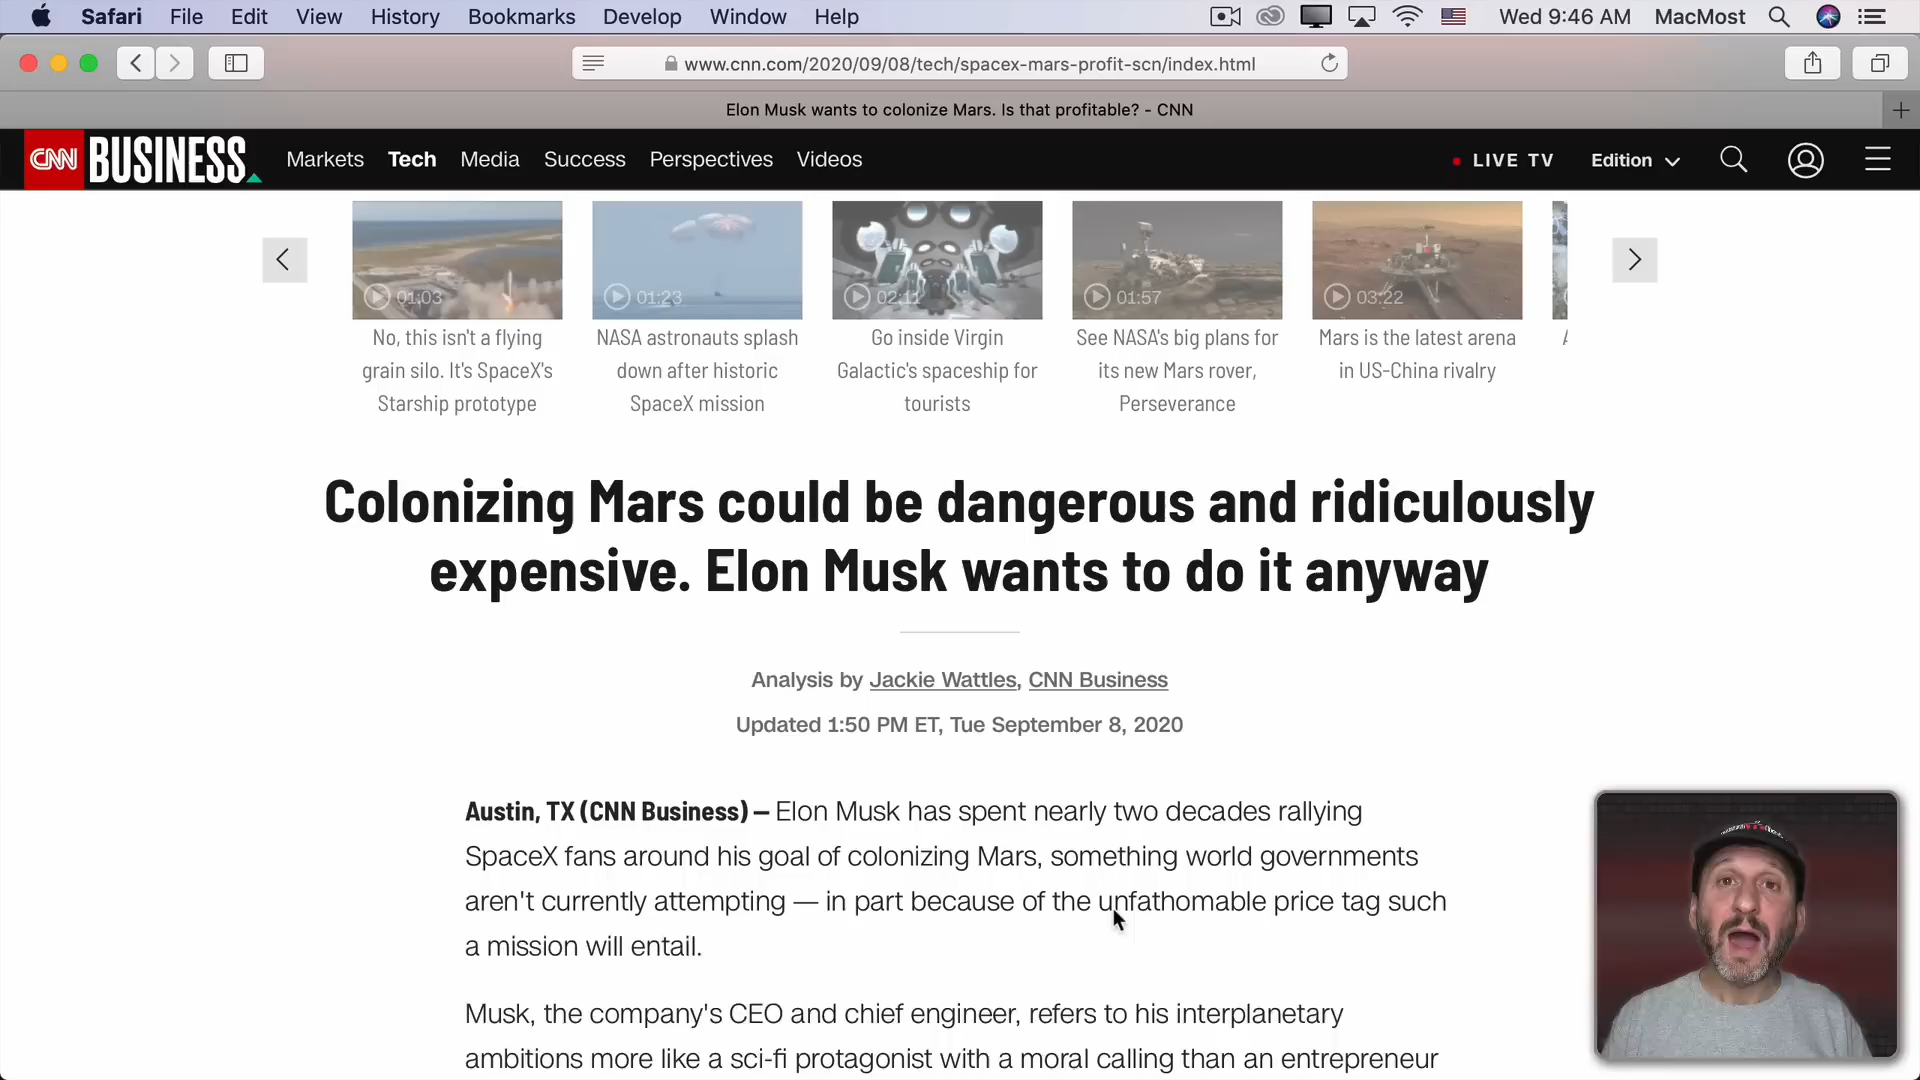 Safari File Edit View History Bookmarks Develop Window Help Wed 9:46 AM MacMost
www.cnn.com/2020/09/08/tech/spacex-mars-profit-scn/index.html
Elon Musk wants to colonize Mars. Is that profitable? - CNN
CNN BUSINESS Markets Tech Media Success Perspectives Videos LIVE TV Edition
01:03 01:23 02:11 01:57 03:22
No, this isn't a flying
grain silo. It's SpaceX's
Starship prototype
NASA astronauts splash
down after historic
SpaceX mission
Go inside Virgin
Galactic's spaceship for
tourists
See NASA's big plans for
its new Mars rover,
Perseverance
Mars is the latest arena
in US-China rivalry
Colonizing Mars could be dangerous and ridiculously
expensive. Elon Musk wants to do it anyway
Analysis by Jackie Wattles, CNN Business
Updated 1:50 PM ET, Tue September 8, 2020
Austin, TX (CNN Business) — Elon Musk has spent nearly two decades rallying
SpaceX fans around his goal of colonizing Mars, something world governments
aren't currently attempting — in part because of the unfathomable price tag such
a mission will entail.
Musk, the company's CEO and chief engineer, refers to his interplanetary
ambitions more like a sci-fi protagonist with a moral calling than an entrepreneur